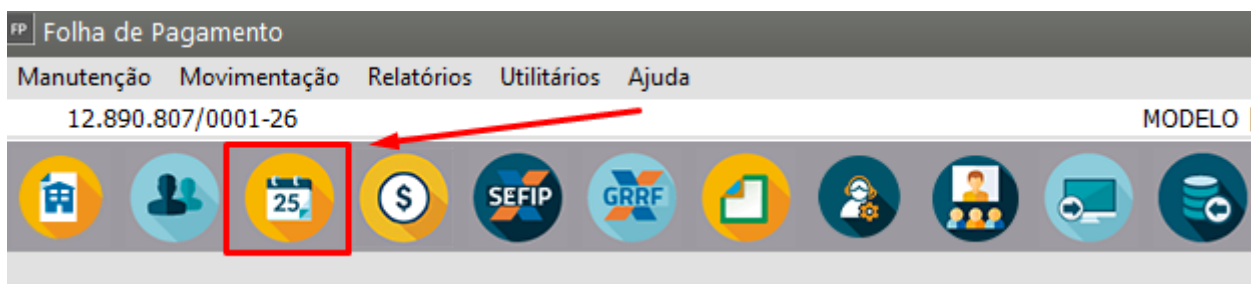 FP Folha de Pagamento
Manutenção Movimentação Relatórios Utilitários Ajuda
12.890.807/0001-26 MODELO
25 $ SEFIP GRRF